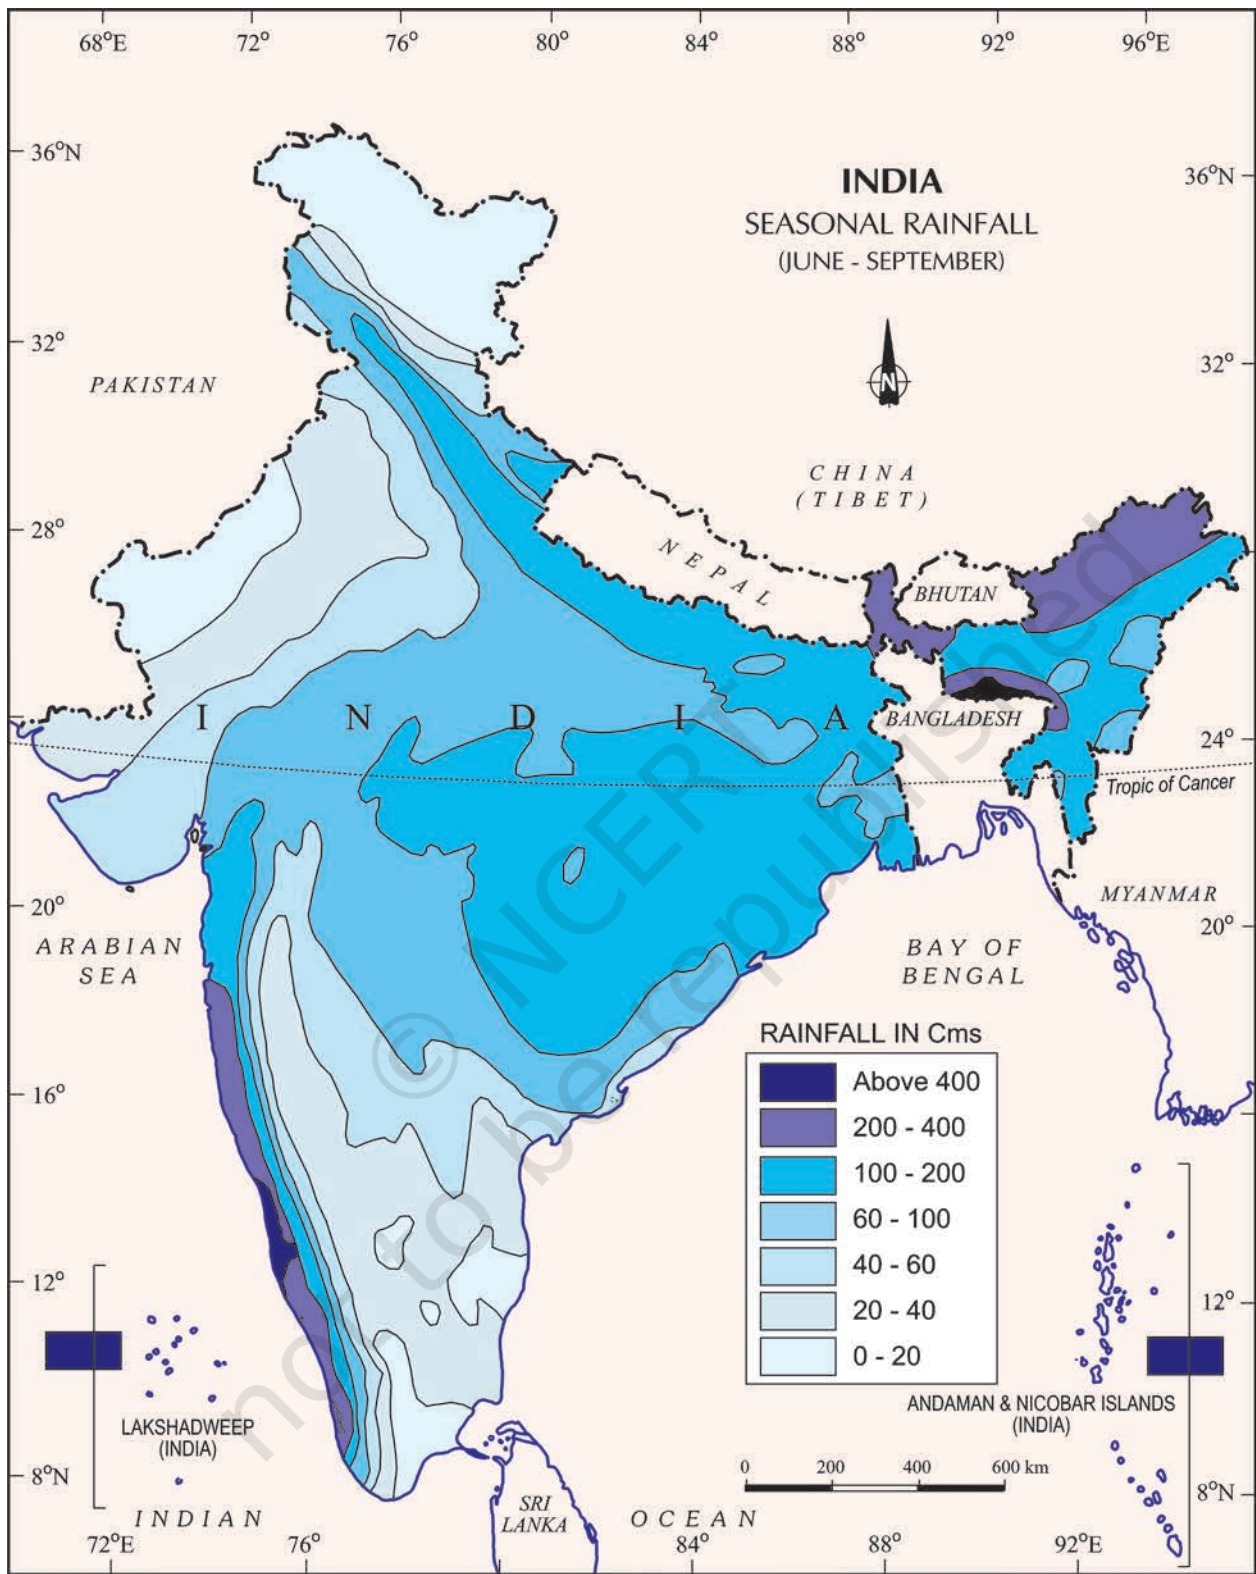 68°E 72° 76° 80° 84° 88° 92° 96°E
36°N
INDIA
SEASONAL RAINFALL
(JUNE - SEPTEMBER)
36°N
N
32°
32°
PAKISTAN
CHINA
(TIBET)
28°
NEPAL
BHUTAN
I N D I A
BANGLADESH
24°
Tropic of Cancer
20°
MYANMAR
20°
ARABIAN
SEA
BAY OF
BENGAL
RAINFALL IN Cms
Above 400
200 - 400
100 - 200
60 - 100
40 - 60
20 - 40
0 - 20
16°
12°
12°
LAKSHADWEEP
(INDIA)
ANDAMAN & NICOBAR ISLANDS
(INDIA)
8°N
0 200 400 600 km
8°N
SRI
LANKA
INDIAN OCEAN
72°E 76° 84° 88° 92°E
© NCERT
not to be republished